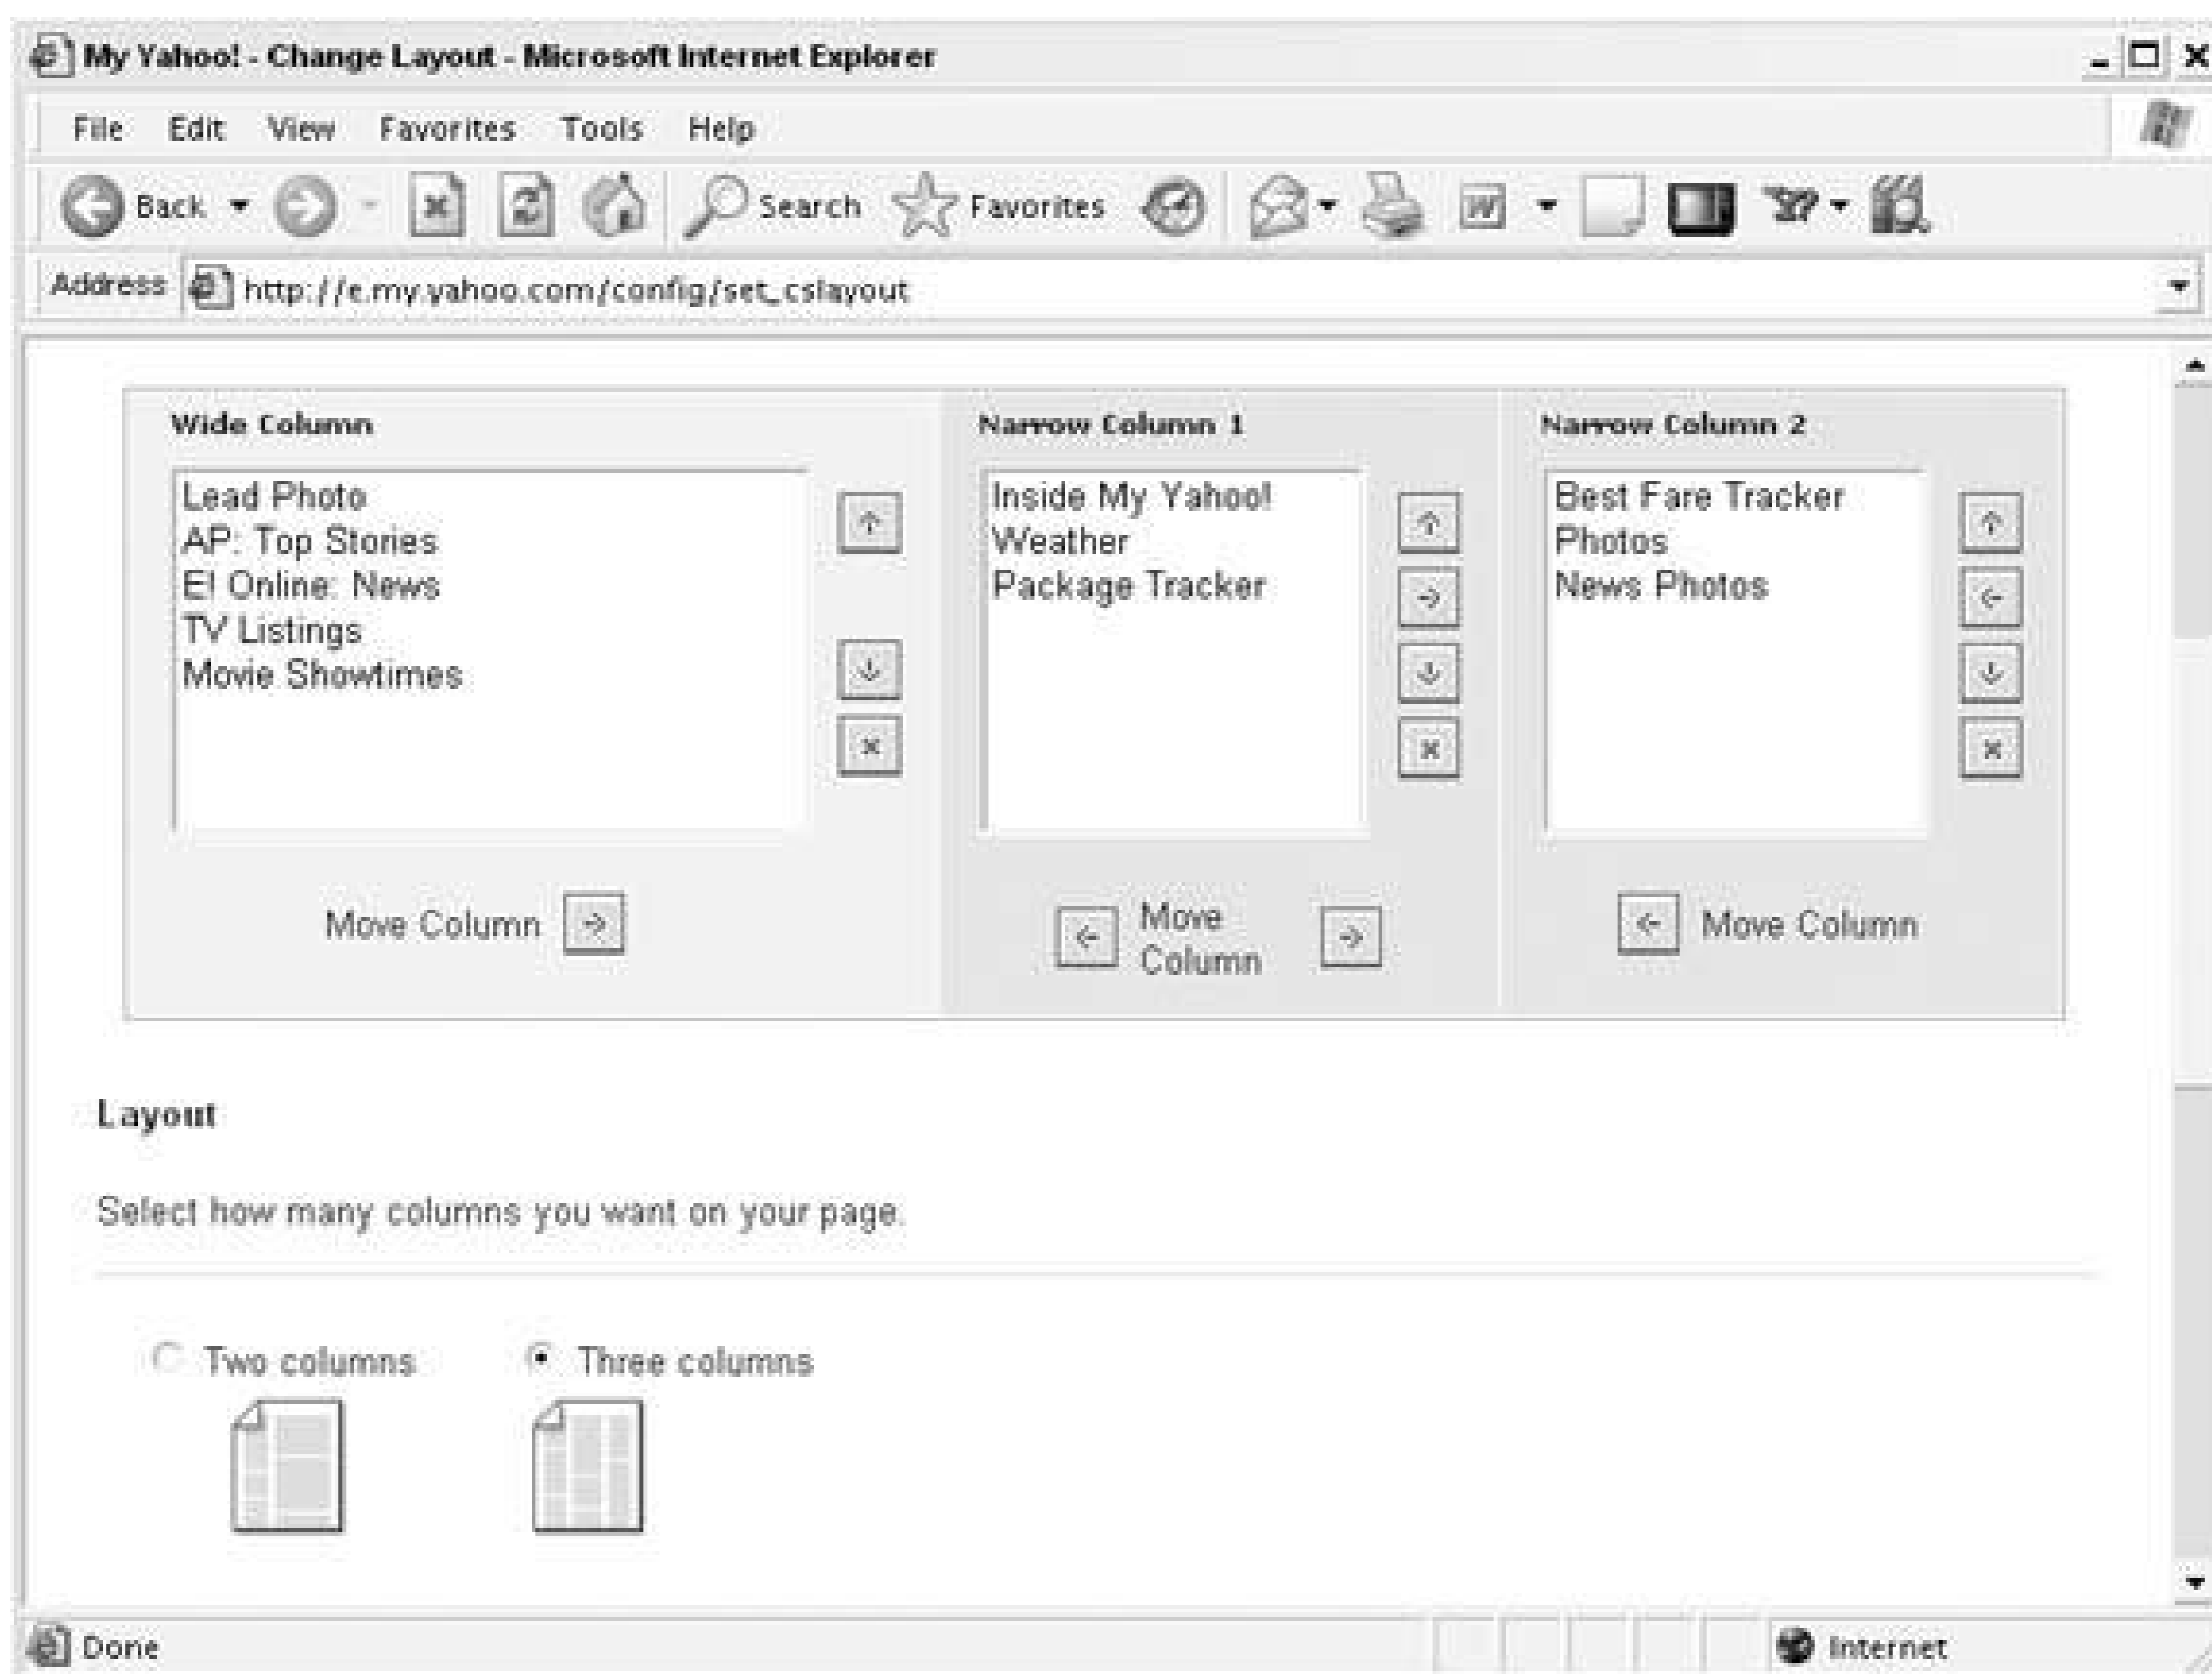 My Yahoo! - Change Layout - Microsoft Internet Explorer
File Edit View Favorites Tools Help
Back Search Favorites
Address http://e.my.yahoo.com/config/set_cslayout
Wide Column
Lead Photo
AP: Top Stories
E! Online: News
TV Listings
Movie Showtimes
Move Column
Narrow Column 1
Inside My Yahoo!
Weather
Package Tracker
Move
Column
Narrow Column 2
Best Fare Tracker
Photos
News Photos
Move Column
Layout
Select how many columns you want on your page.
Two columns Three columns
Done Internet